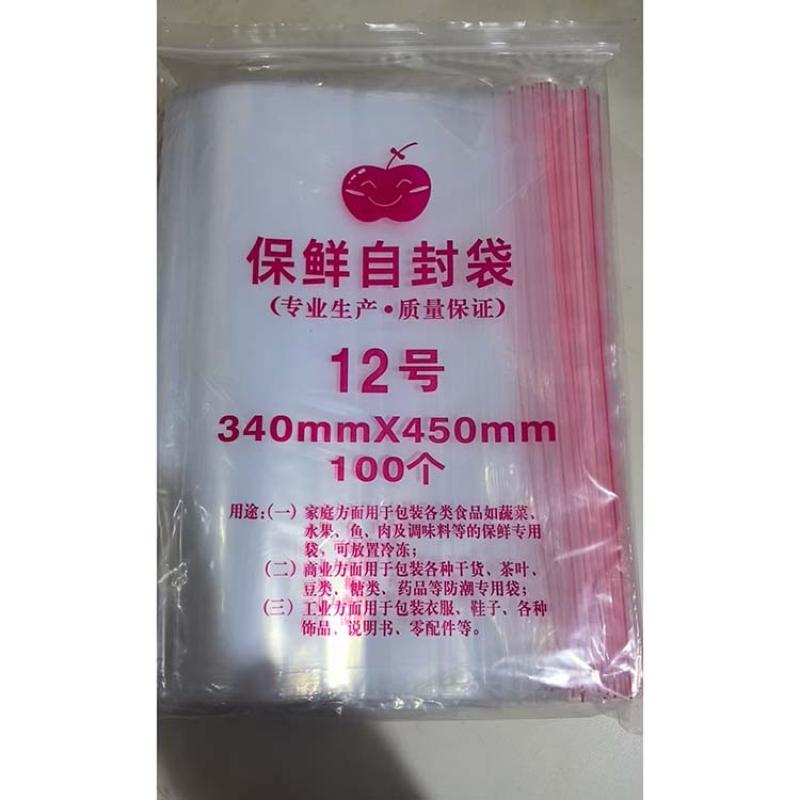 保鲜自封袋
(专业生产·质量保证)
12号
340mmX450mm
100个
用途:(一)家庭方面用于包装各类食品如蔬菜、
水果、鱼、肉及调味料等的保鲜专用
袋,可放置冷冻;
(二)商业方面用于包装各种干货、茶叶、
豆类、糖类、药品等防潮专用袋;
(三)工业方面用于包装衣服、鞋子、各种
饰品、说明书、零配件等。